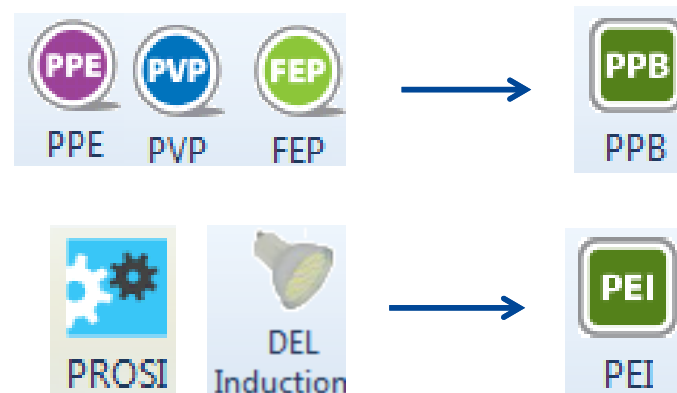 PPE PVP FEP PPB
PPE PVP FEP PPB
PEI
DEL
PROSI Induction PEI